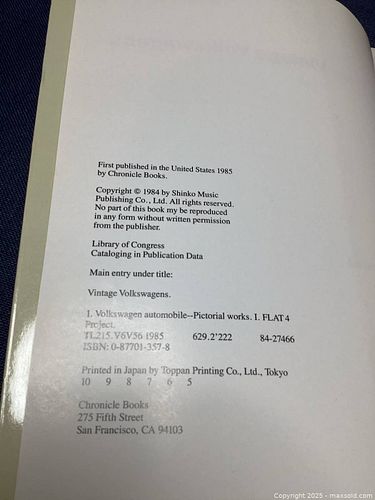 First published in the United States 1985
by Chronicle Books.
Copyright © 1984 by Shinko Music
Publishing Co., Ltd. All rights reserved.
No part of this book my be reproduced
in any form without written permission
from the publisher.
Library of Congress
Cataloging in Publication Data
Main entry under title:
Vintage Volkswagens.
1. Volkswagen automobile--Pictorial works. I. FLAT 4
Project.
TL215.V6V56 1985 629.2'222 84-27466
ISBN: 0-87701-357-8
Printed in Japan by Toppan Printing Co., Ltd., Tokyo
10 9 8 7 6 5
Chronicle Books
275 Fifth Street
San Francisco, CA 94103
Copyright 2025 - maxsold.com